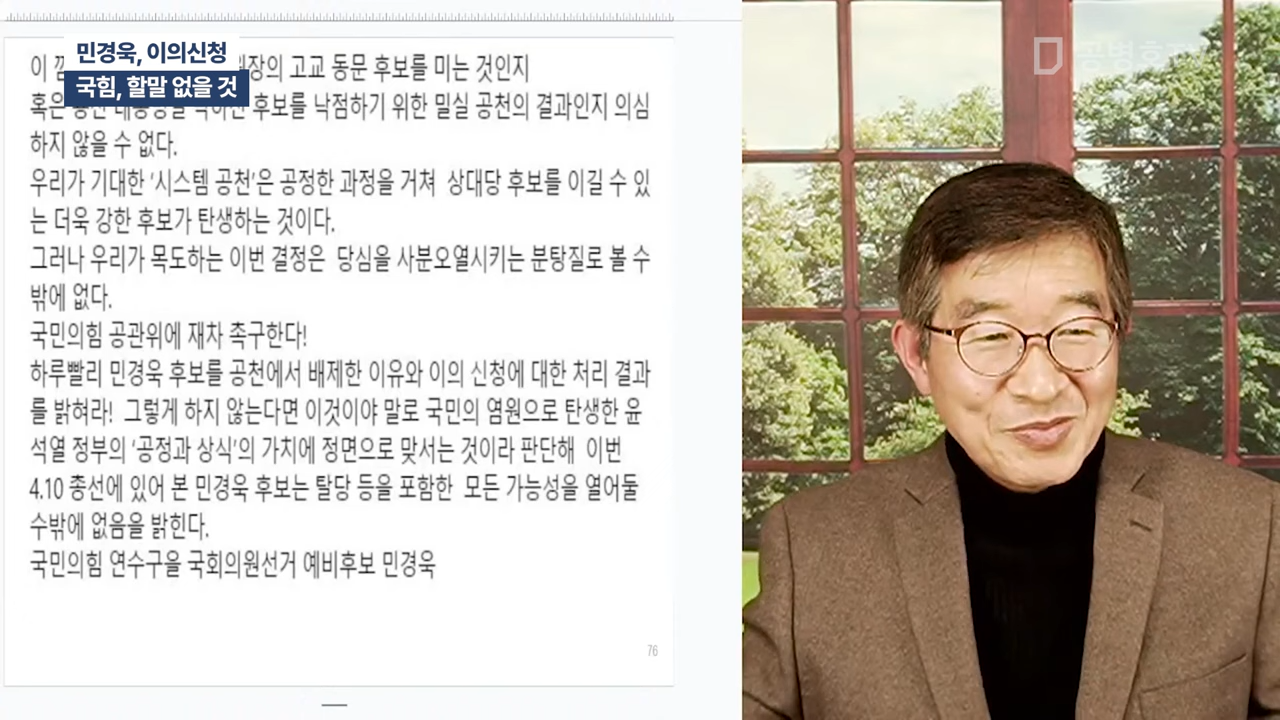 민경욱, 이의신청
국힘, 할말 없을 것
이 원장의 고교 동문 후보를 미는 것인지
혹은 후보를 낙점하기 위한 밀실 공천의 결과인지 의심
하지 않을 수 없다.
우리가 기대한 '시스템 공천'은 공정한 과정을 거쳐 상대당 후보를 이길 수 있
는 더욱 강한 후보가 탄생하는 것이다.
그러나 우리가 목도하는 이번 결정은 당심을 사분오열시키는 분탕질로 볼 수
밖에 없다.
국민의힘 공관위에 재차 촉구한다!
하루빨리 민경욱 후보를 공천에서 배제한 이유와 이의 신청에 대한 처리 결과
를 밝혀라! 그렇게 하지 않는다면 이것이야 말로 국민의 염원으로 탄생한 윤
석열 정부의 '공정과 상식'의 가치에 정면으로 맞서는 것이라 판단해 이번
4.10 총선에 있어 본 민경욱 후보는 탈당 등을 포함한 모든 가능성을 열어둘
수밖에 없음을 밝힌다.
국민의힘 연수구을 국회의원선거 예비후보 민경욱
76